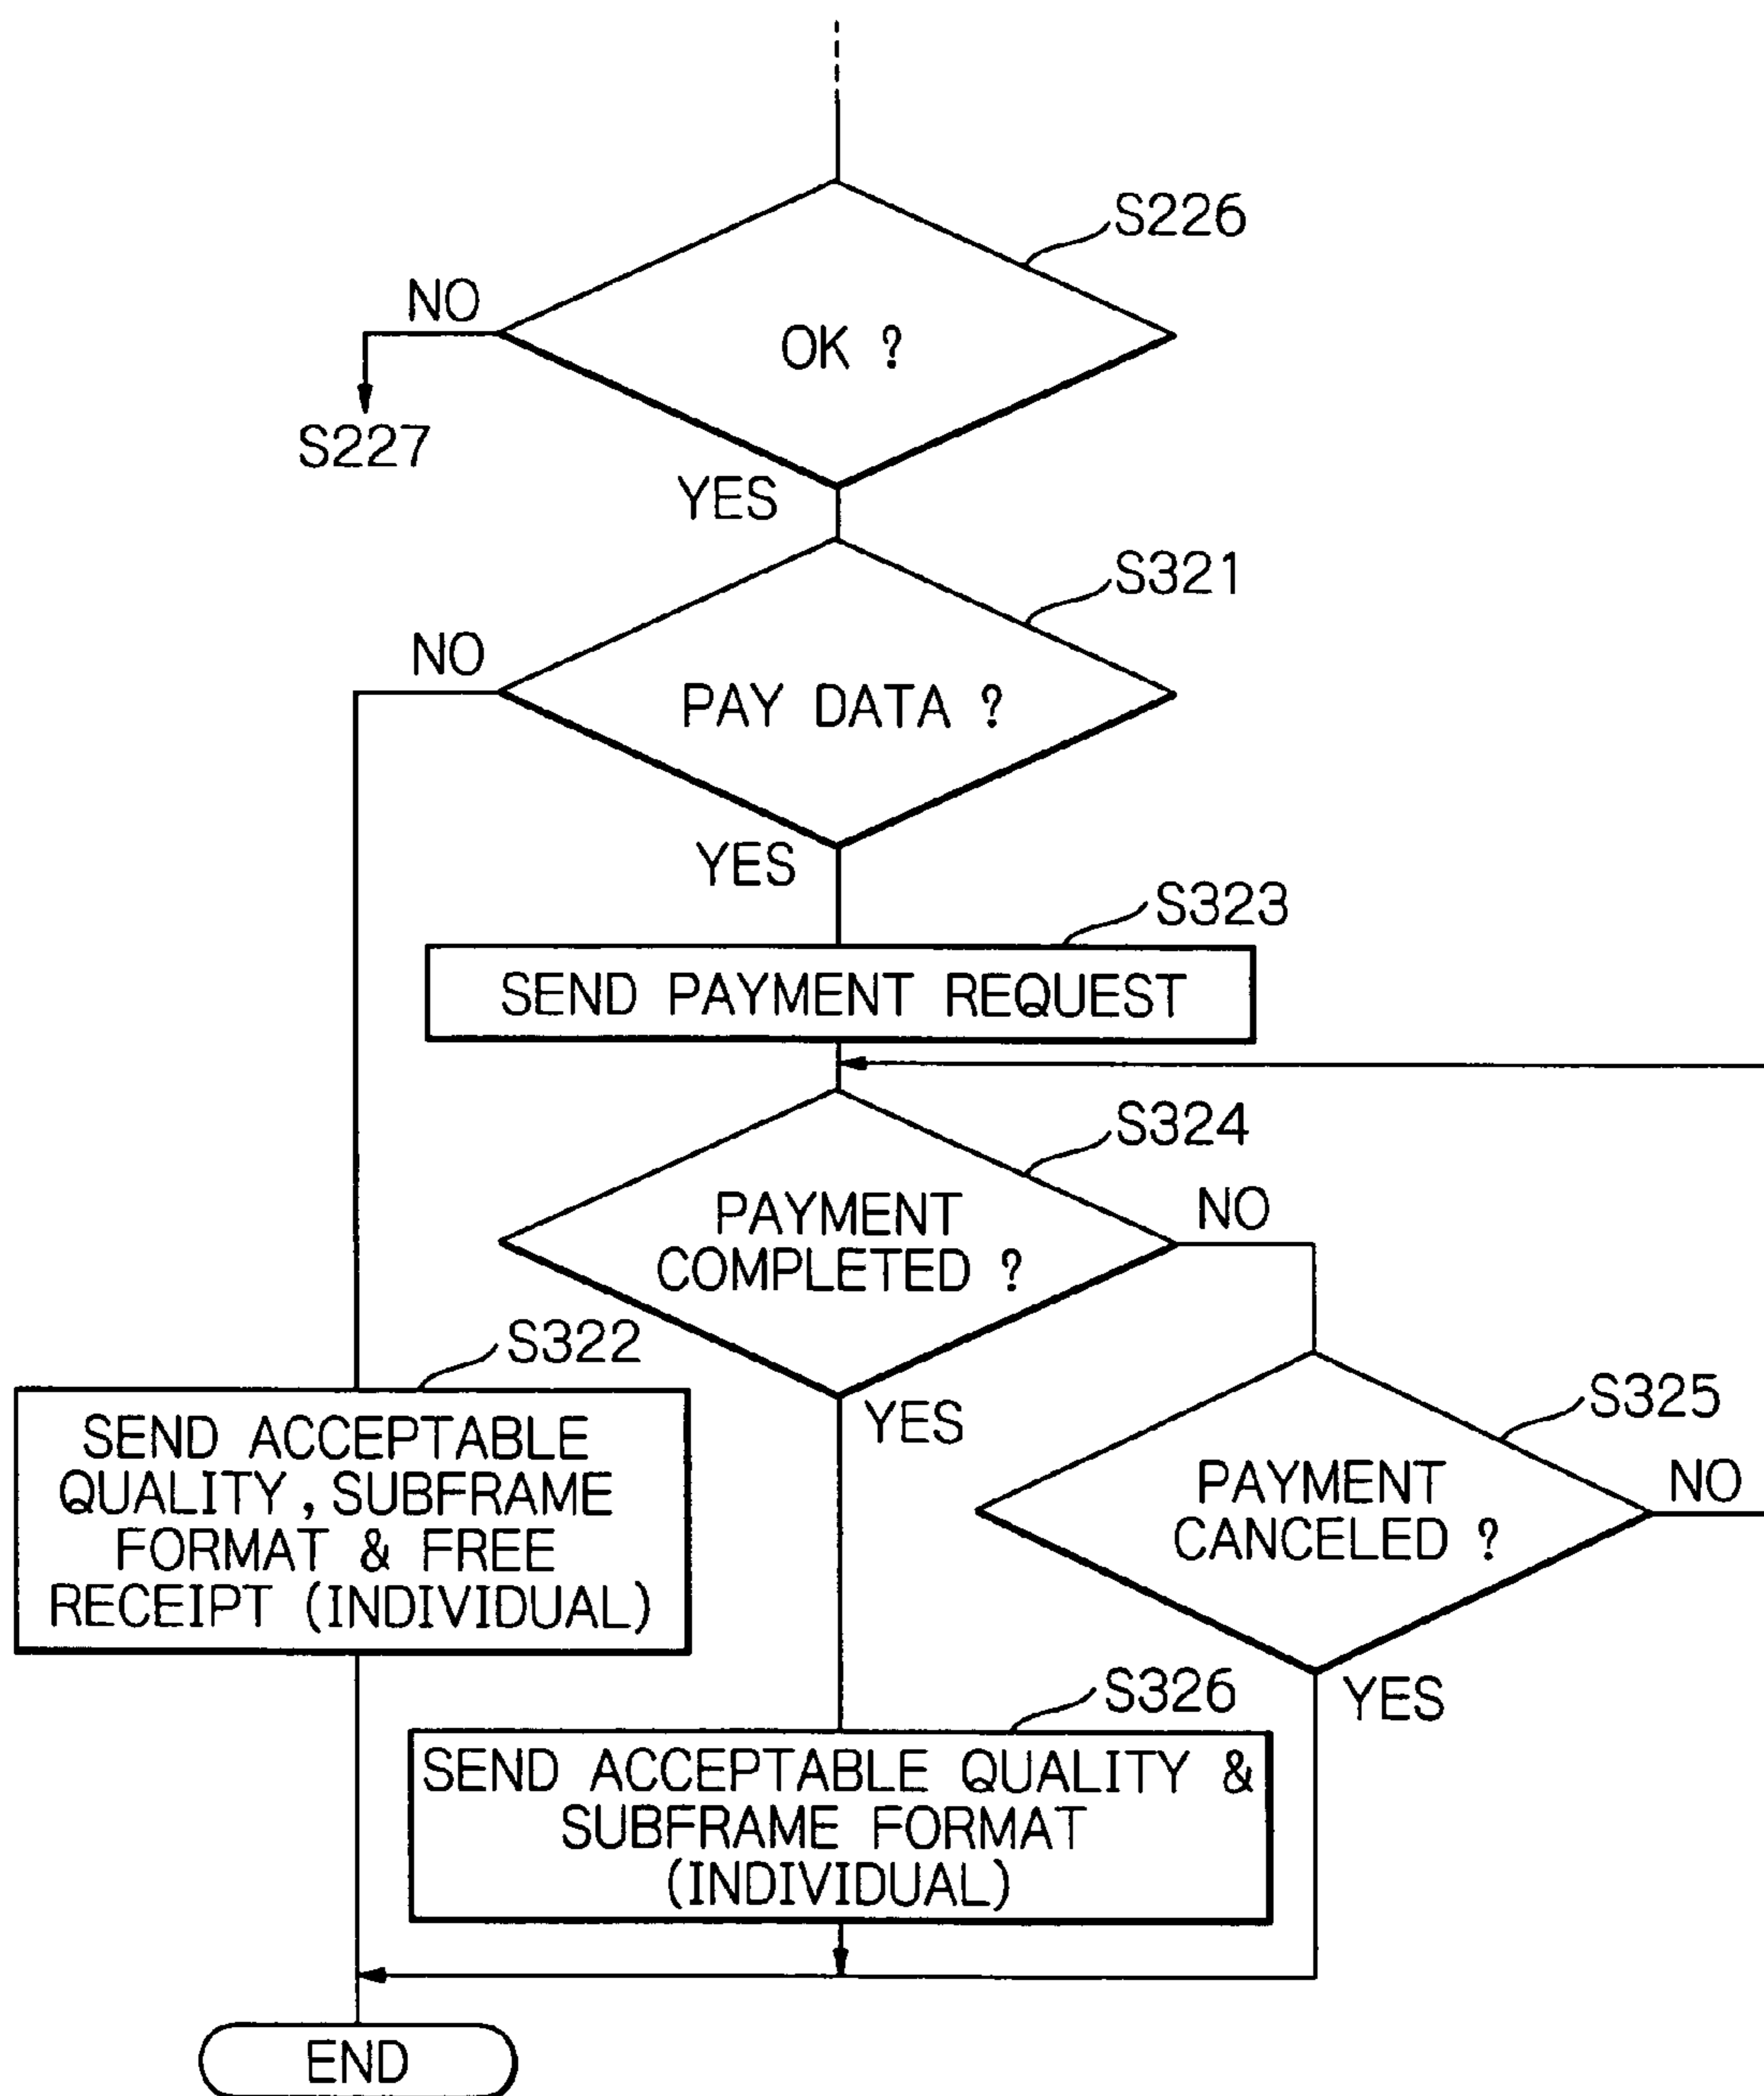 S226
NO
OK ?
S227
YES
S321
NO
PAY DATA ?
YES
S323
SEND PAYMENT REQUEST
S324
PAYMENT
COMPLETED ?
NO
S322
YES
S325
SEND ACCEPTABLE
QUALITY, SUBFRAME
FORMAT & FREE
RECEIPT (INDIVIDUAL)
PAYMENT
CANCELED ?
NO
S326
YES
SEND ACCEPTABLE QUALITY &
SUBFRAME FORMAT
(INDIVIDUAL)
END